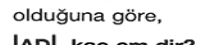 olduğuna göre,
|AD|, kaç cm dir?